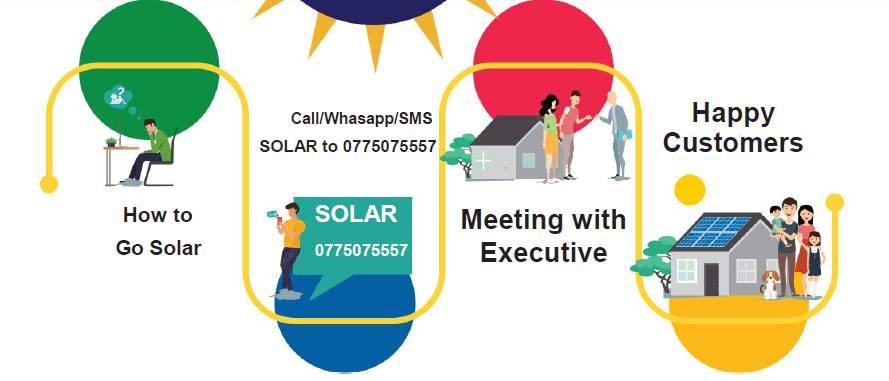 How to
Go Solar
Call/Whasapp/SMS
SOLAR to 0775075557
SOLAR
0775075557
Meeting with
Executive
Happy
Customers